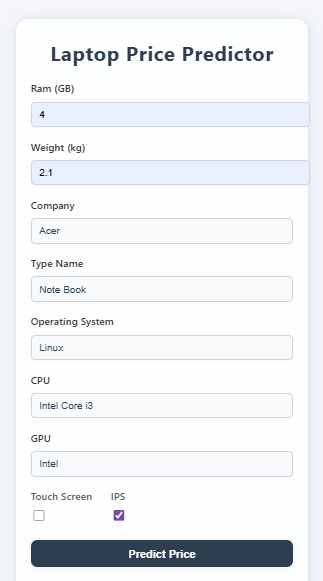 Laptop Price Predictor
Ram (GB)
4
Weight (kg)
2.1
Company
Acer
Type Name
Note Book
Operating System
Linux
CPU
Intel Core i3
GPU
Intel
Touch Screen IPS
Predict Price